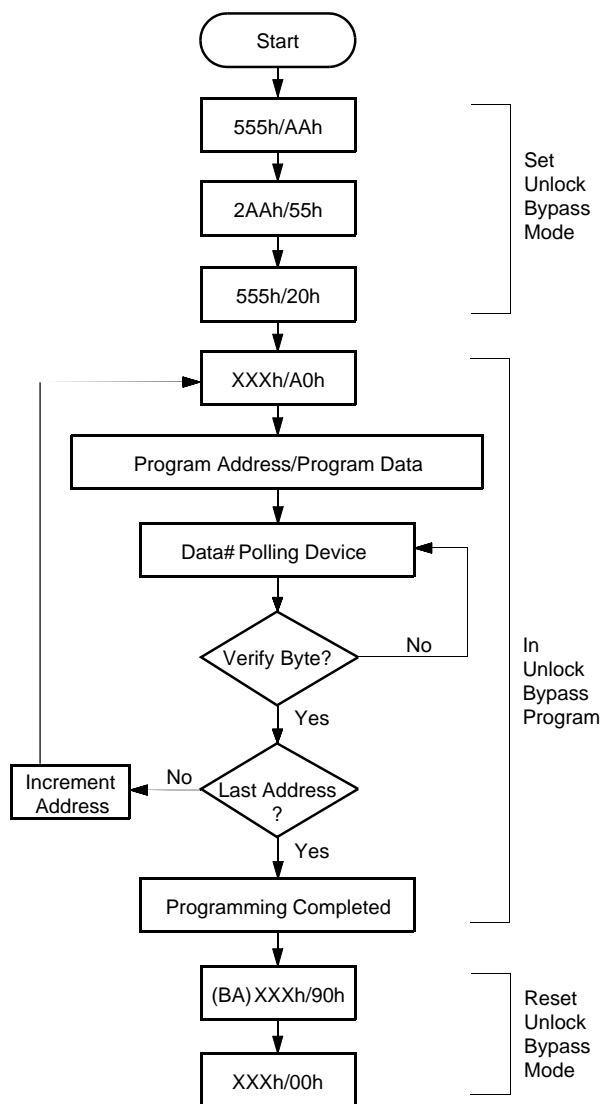 Start
555h/AAh
2AAh/55h
555h/20h
Set
Unlock
Bypass
Mode
XXXh/A0h
Program Address/Program Data
Data# Polling Device
Verify Byte?
No
Yes
In
Unlock
Bypass
Program
Increment
Address
No
Last Address
?
Yes
Programming Completed
(BA) XXXh/90h
XXXh/00h
Reset
Unlock
Bypass
Mode